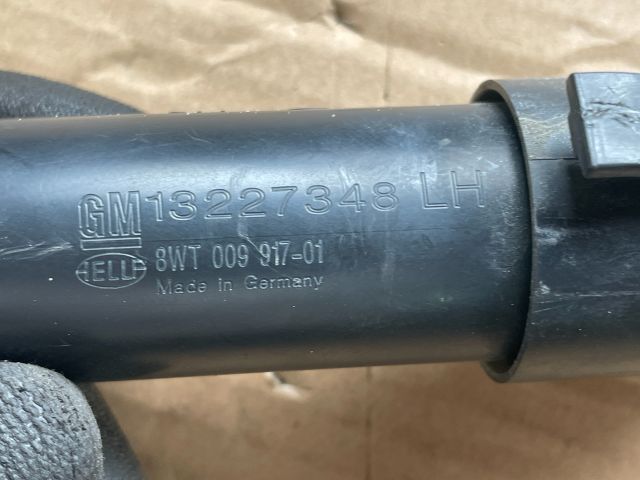 GM 13227348 LH
HELLA 8WT 009 917-01
Made in Germany